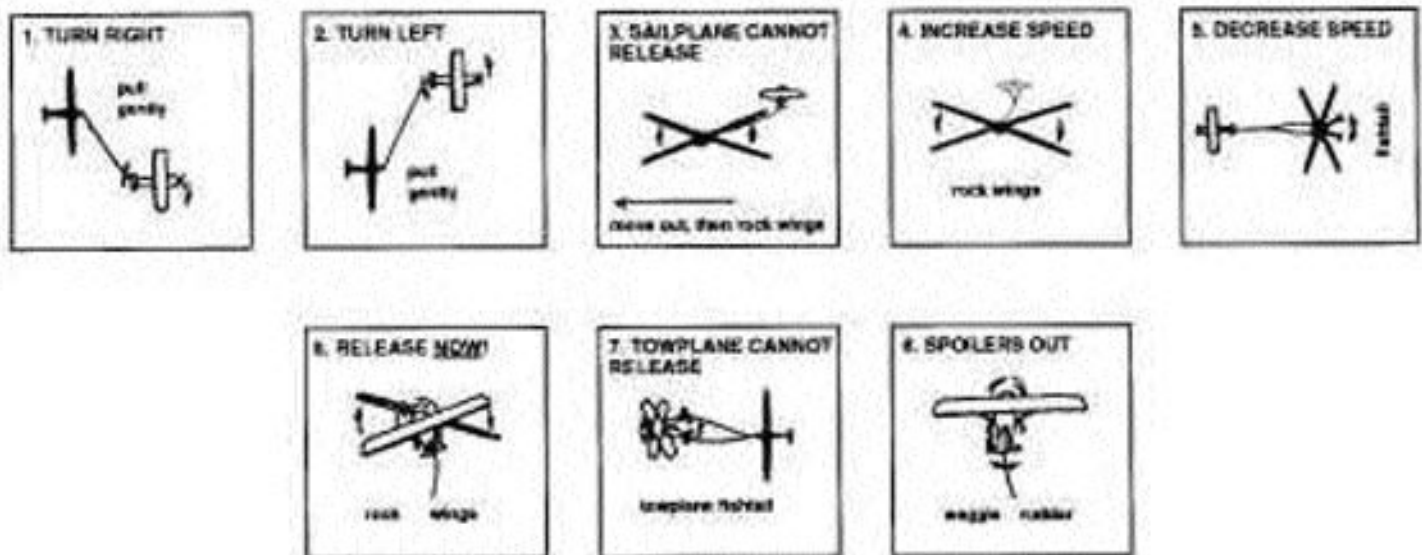 1. TURN RIGHT
pull
gently
2. TURN LEFT
pull
gently
3. SAILPLANE CANNOT
RELEASE
move out, then rock wings
4. INCREASE SPEED
rock wings
5. DECREASE SPEED
fishtail
6. RELEASE NOW!
rock wings
7. TOWPLANE CANNOT
RELEASE
towplane fishtail
8. SPOILERS OUT
waggle rudder